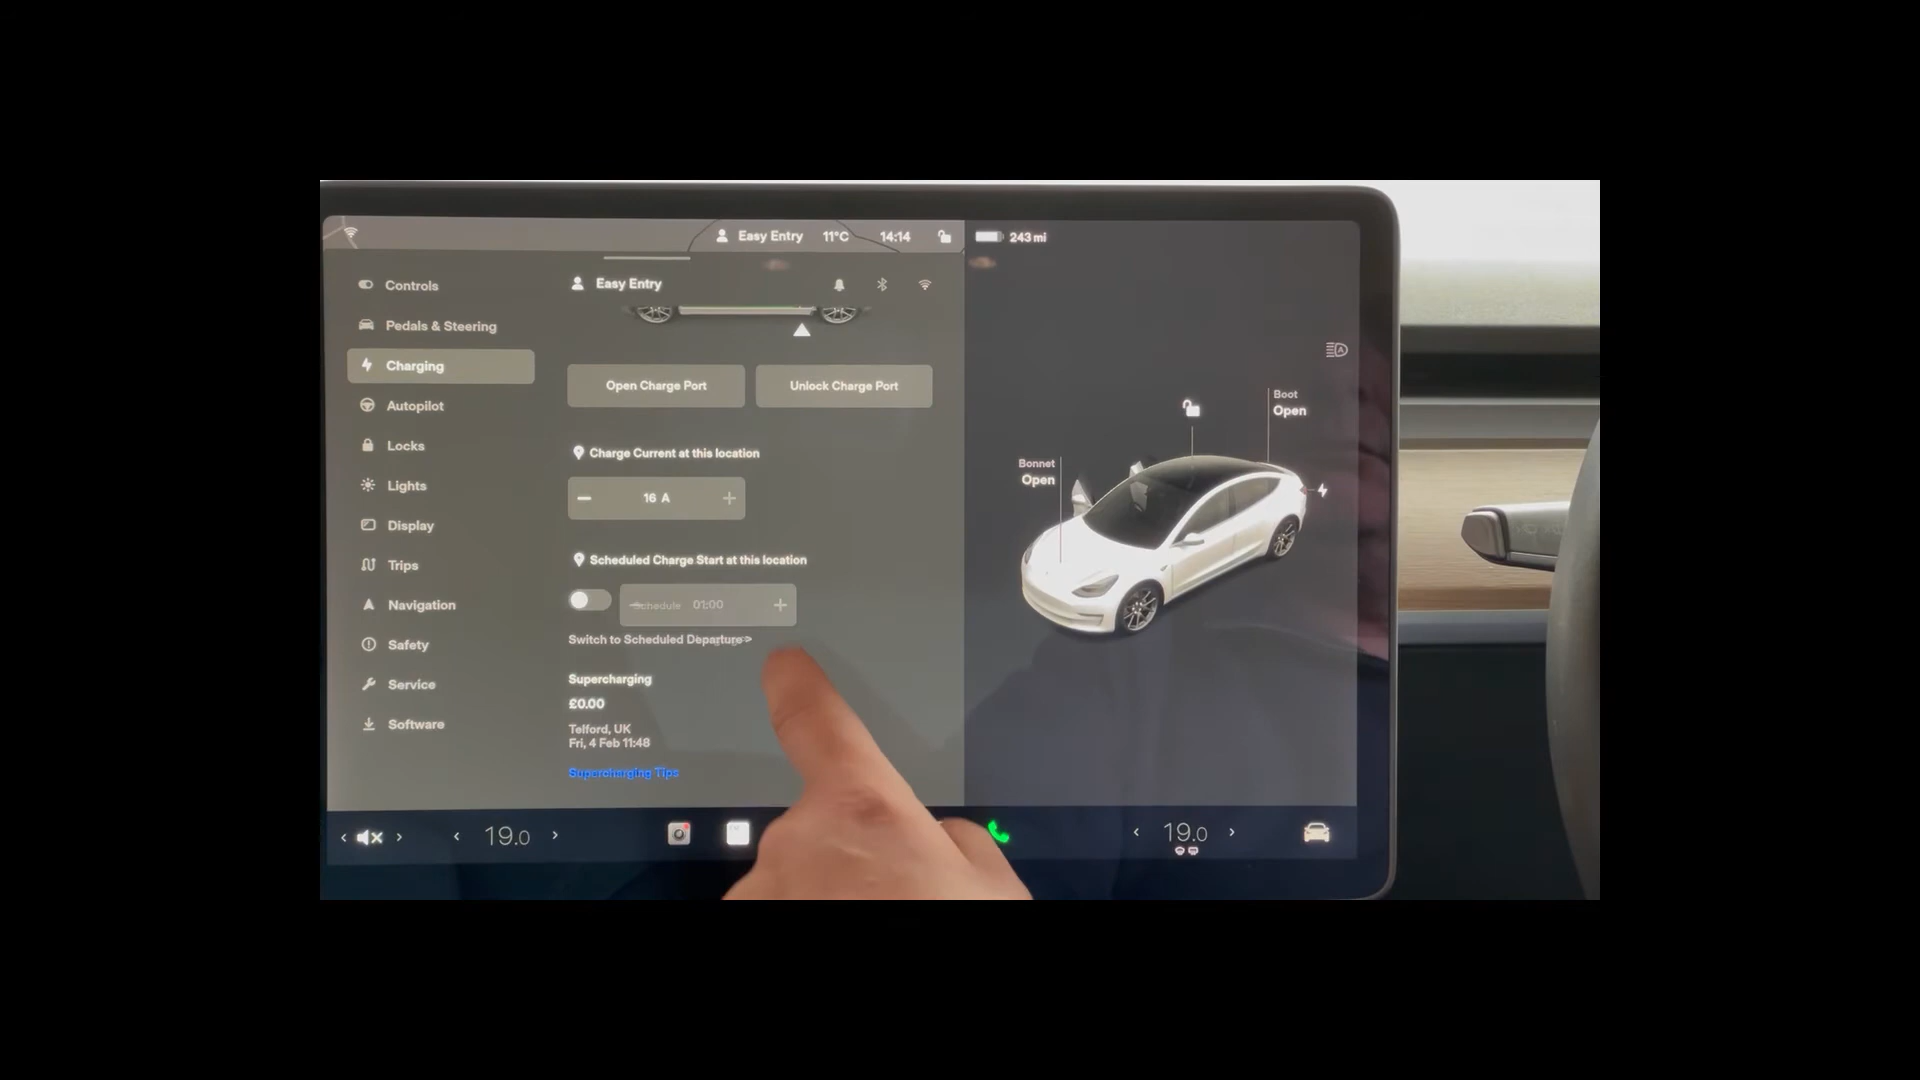 Easy Entry 11°C 14:14
243 mi
Controls
Pedals & Steering
Charging
Autopilot
Locks
Lights
Display
Trips
Navigation
Safety
Service
Software
Easy Entry
Open Charge Port
Unlock Charge Port
Charge Current at this location
16 A
Scheduled Charge Start at this location
Schedule 01:00
Switch to Scheduled Departure >
Supercharging
£0.00
Telford, UK
Fri, 4 Feb 11:48
Supercharging Tips
Boot
Open
Bonnet
Open
19.0
19.0